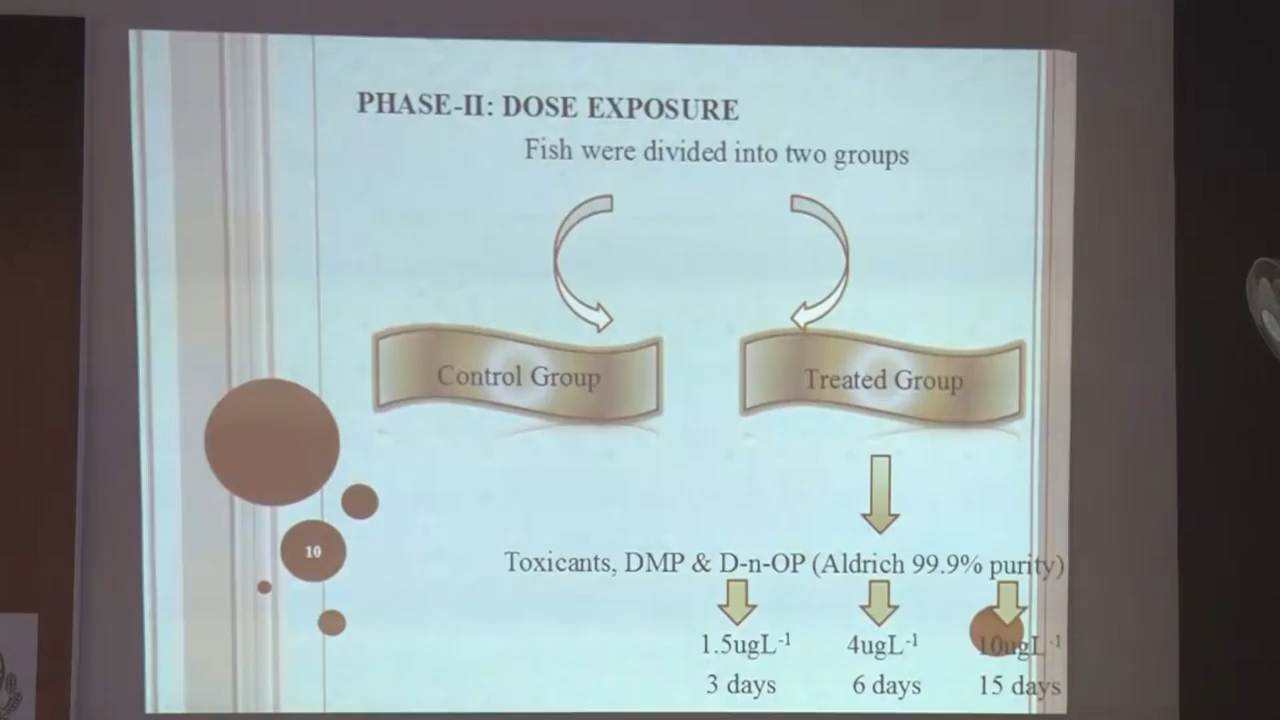 PHASE-II: DOSE EXPOSURE
Fish were divided into two groups
Control Group
Treated Group
10
Toxicants, DMP & D-n-OP (Aldrich 99.9% purity)
1.5ugL⁻¹ 4ugL⁻¹ 10ugL⁻¹
3 days 6 days 15 days